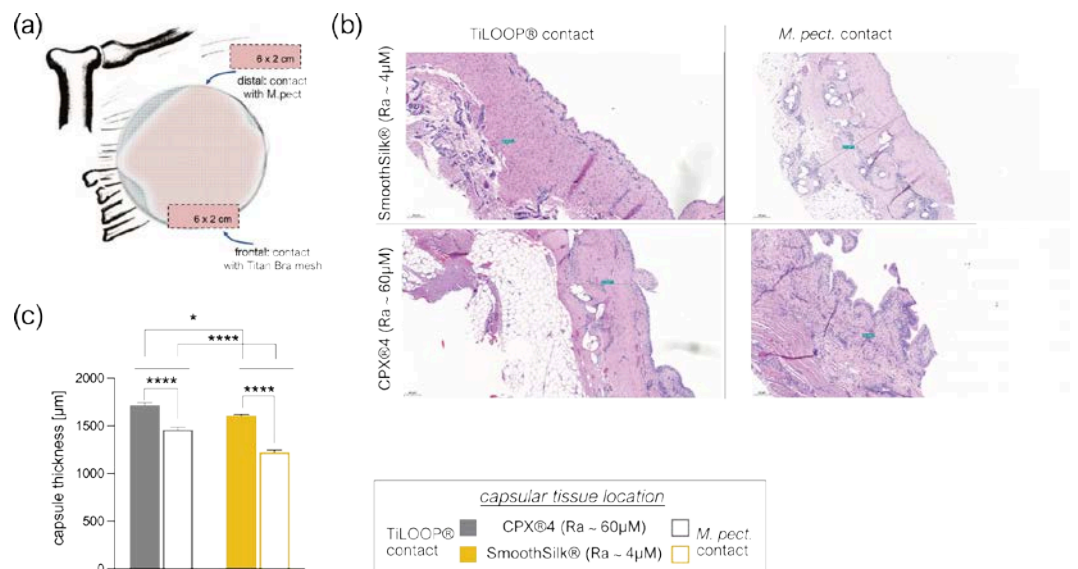 (a)
6 x 2 cm
distal: contact
with M.pect
6 x 2 cm
frontal: contact
with Titan Bra mesh
(b)
TiLOOP® contact
M. pect. contact
SmoothSilk® (Ra ~ 4µM)
CPX®4 (Ra ~ 60µM)
(c)
*
****
****
****
capsule thickness [µm]
2000
1500
1000
500
0
capsular tissue location
TiLOOP®
contact
CPX®4 (Ra ~ 60µM)
SmoothSilk® (Ra ~ 4µM)
M. pect.
contact